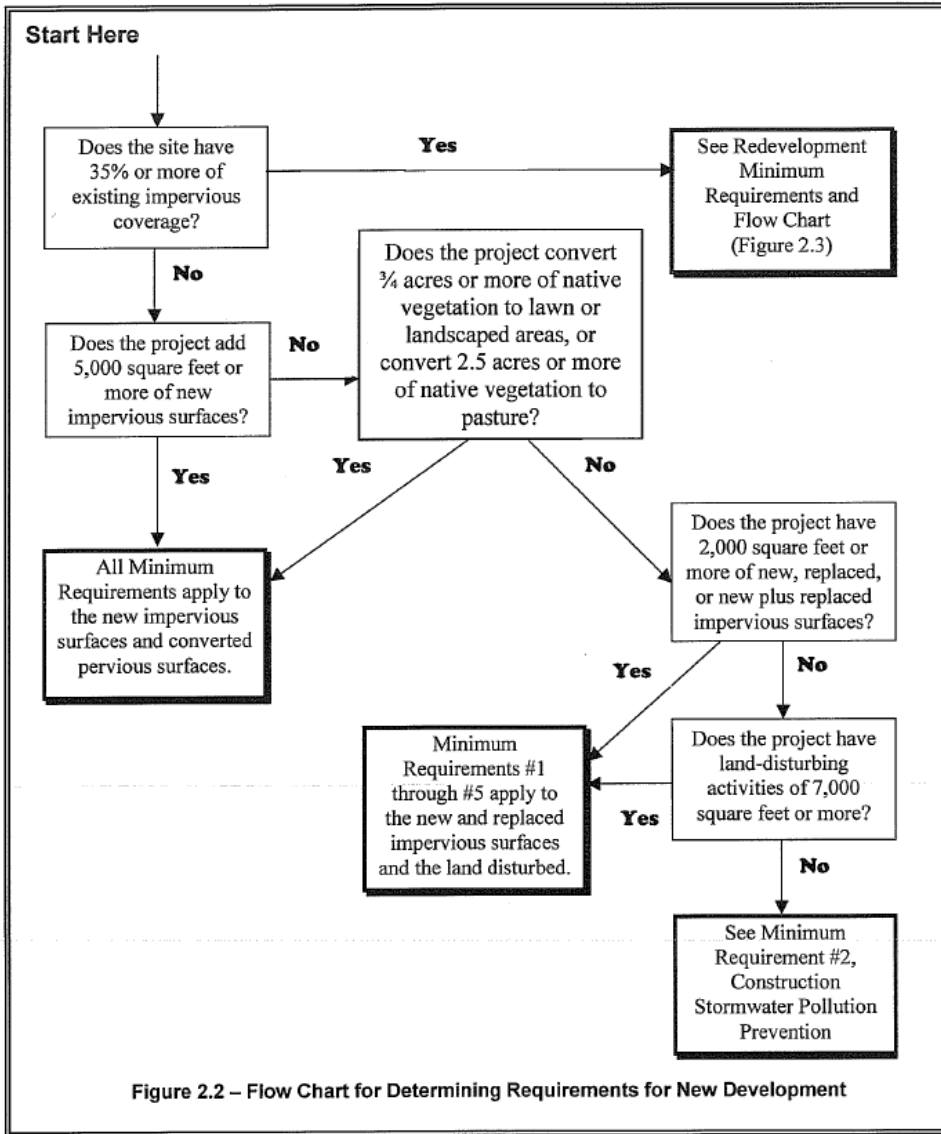 Start Here
Does the site have
35% or more of
existing impervious
coverage?
Yes
See Redevelopment
Minimum
Requirements and
Flow Chart
(Figure 2.3)
No
Does the project convert
¾ acres or more of native
vegetation to lawn or
landscaped areas, or
convert 2.5 acres or more
of native vegetation to
pasture?
Does the project add
5,000 square feet or
more of new
impervious surfaces?
No
Yes
Yes
No
All Minimum
Requirements apply to
the new impervious
surfaces and converted
pervious surfaces.
Does the project have
2,000 square feet or
more of new, replaced,
or new plus replaced
impervious surfaces?
Yes
No
Minimum
Requirements #1
through #5 apply to
the new and replaced
impervious surfaces
and the land disturbed.
Does the project have
land-disturbing
activities of 7,000
square feet or more?
Yes
No
See Minimum
Requirement #2,
Construction
Stormwater Pollution
Prevention
Figure 2.2 – Flow Chart for Determining Requirements for New Development